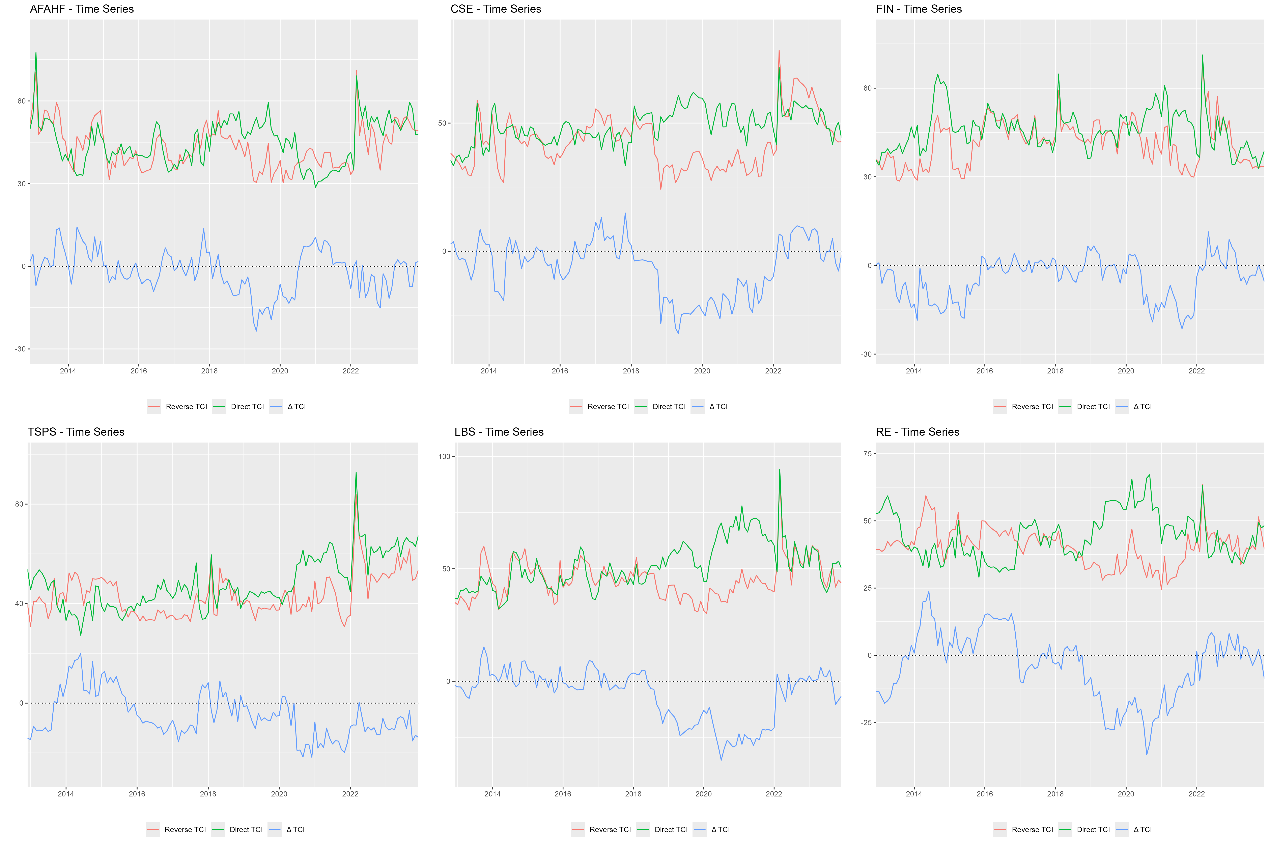 AFAHF - Time Series
CSE - Time Series
FIN - Time Series
60
30
0
-30
2014 2016 2018 2020 2022
50
0
2014 2016 2018 2020 2022
60
30
0
-30
2014 2016 2018 2020 2022
Reverse TCI Direct TCI Δ TCI
Reverse TCI Direct TCI Δ TCI
Reverse TCI Direct TCI Δ TCI
TSPS - Time Series
LBS - Time Series
RE - Time Series
80
40
0
2014 2016 2018 2020 2022
100
50
0
2014 2016 2018 2020 2022
75
50
25
0
-25
2014 2016 2018 2020 2022
Reverse TCI Direct TCI Δ TCI
Reverse TCI Direct TCI Δ TCI
Reverse TCI Direct TCI Δ TCI